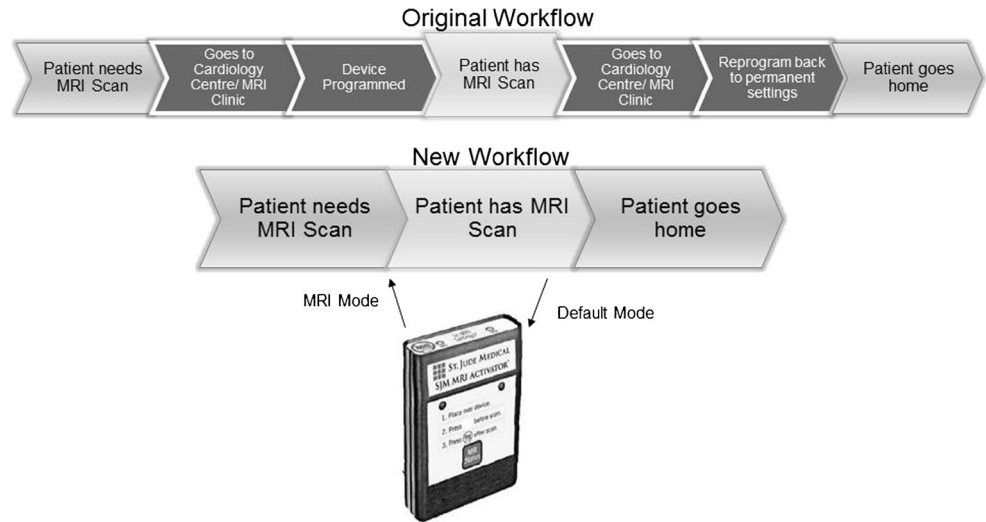 Original Workflow
Patient needs
MRI Scan
Goes to
Cardiology
Centre/ MRI
Clinic
Device
Programmed
Patient has
MRI Scan
Goes to
Cardiology
Centre/ MRI
Clinic
Reprogram back
to permanent
settings
Patient goes
home
New Workflow
Patient needs
MRI Scan
Patient has MRI
Scan
Patient goes
home
MRI Mode
Default Mode
ST. JUDE MEDICAL
SJM MRI ACTIVATOR™
1. Place over device.
2. Press before scan.
3. Press after scan.
MRI
Status